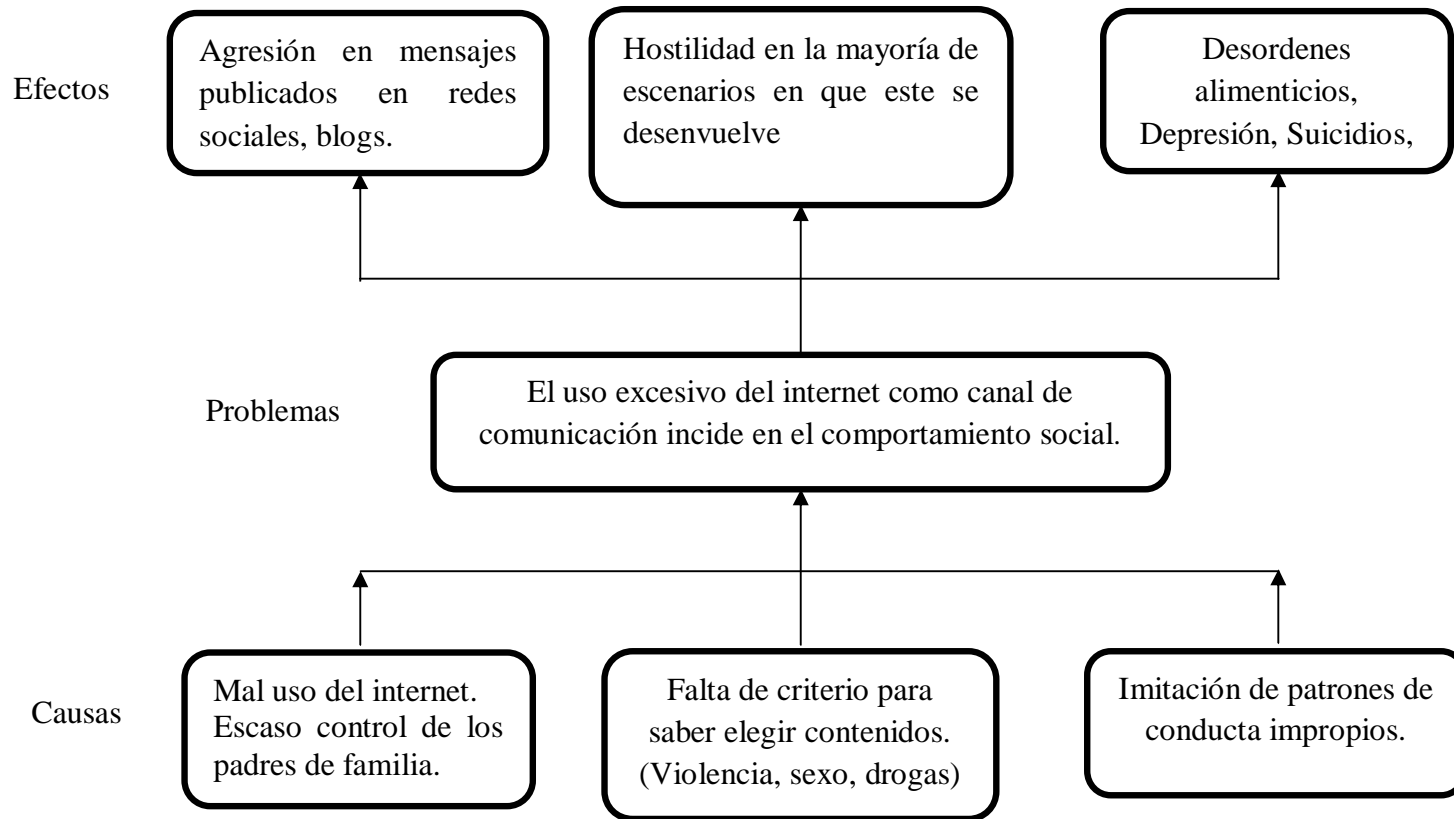 Efectos
Agresión en mensajes
publicados en redes
sociales, blogs.
Hostilidad en la mayoría de
escenarios en que este se
desenvuelve
Desordenes
alimenticios,
Depresión, Suicidios,
Problemas
El uso excesivo del internet como canal de
comunicación incide en el comportamiento social.
Causas
Mal uso del internet.
Escaso control de los
padres de familia.
Falta de criterio para
saber elegir contenidos.
(Violencia, sexo, drogas)
Imitación de patrones de
conducta impropios.